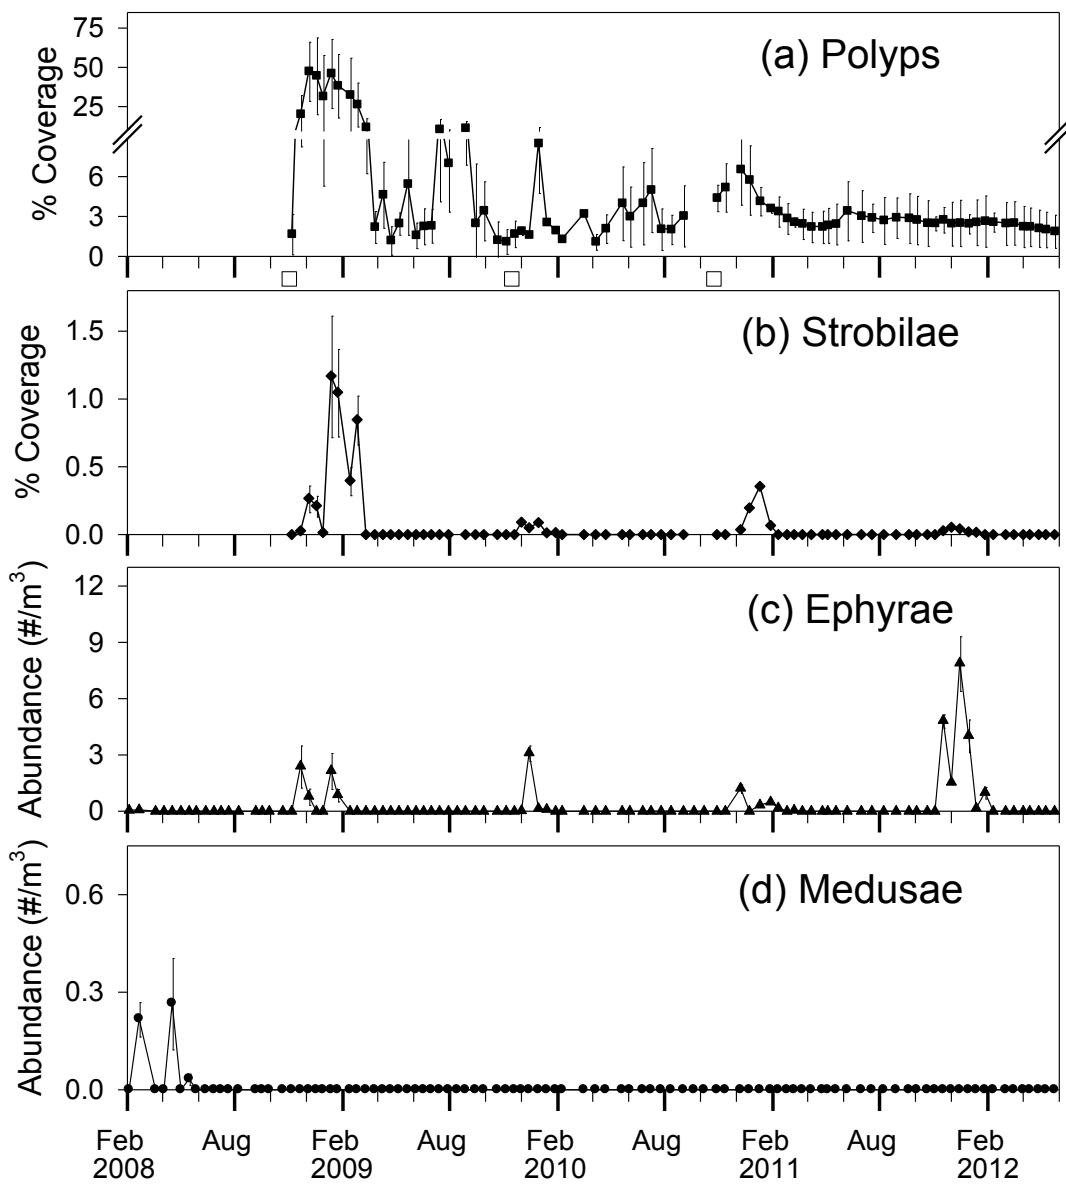 (a) Polyps
% Coverage
75
50
25
6
3
0
(b) Strobilae
% Coverage
1.5
1.0
0.5
0.0
(c) Ephyrae
Abundance (#/m³)
12
9
6
3
0
(d) Medusae
Abundance (#/m³)
0.6
0.3
0.0
Feb Aug Feb Aug Feb Aug Feb Aug Feb
2008 2009 2010 2011 2012